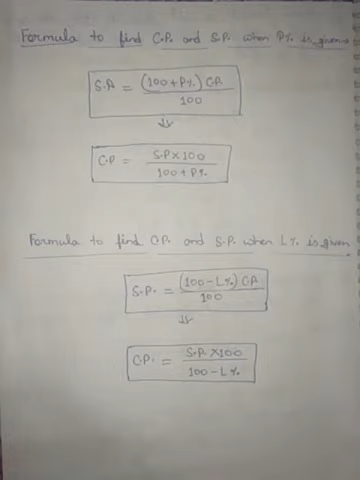 Formula to find C.P. and S.P. when P% is given
S.P. = (100+P%) C.P. / 100
⇓
C.P = S.P×100 / 100+P%
Formula to find C.P. and S.P. when L% is given
S.P. = (100-L%) C.P. / 100
⇓
C.P. = S.P. ×100 / 100-L%